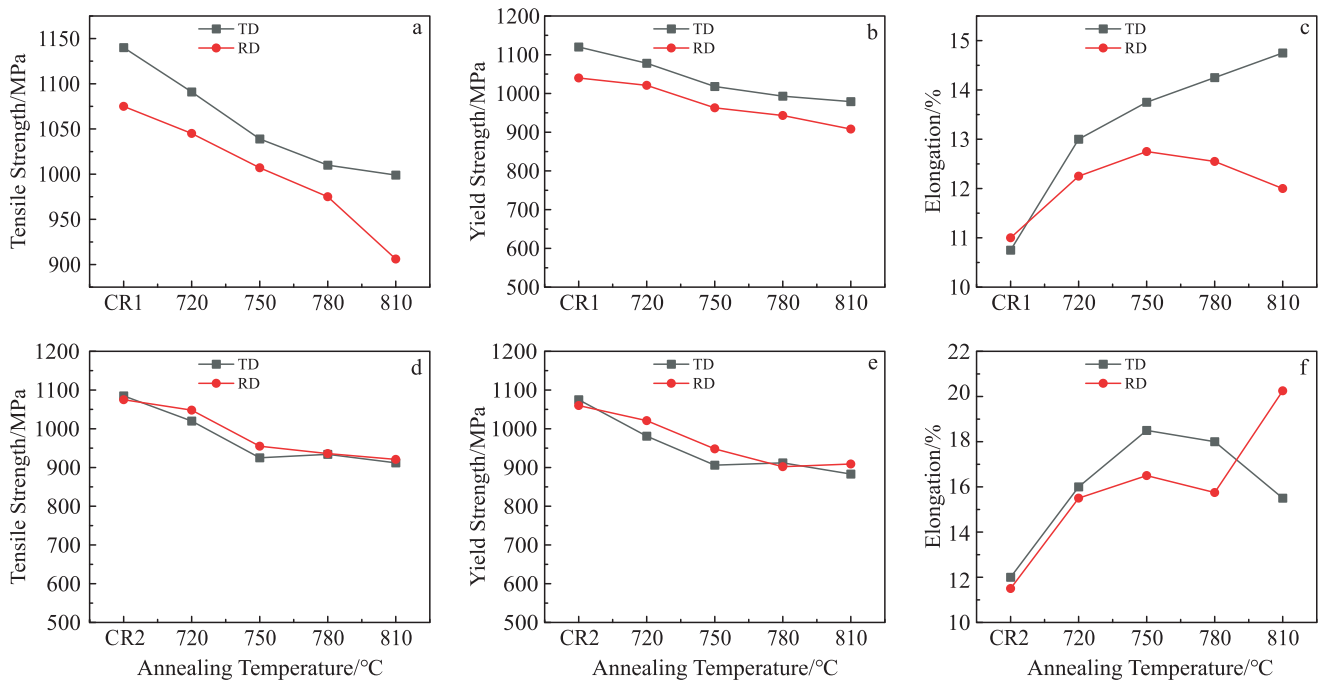 a
TD
RD
1150
1100
1050
1000
950
900
Tensile Strength/MPa
CR1 720 750 780 810
b
TD
RD
1200
1100
1000
900
800
700
600
500
Yield Strength/MPa
CR1 720 750 780 810
c
TD
RD
15
14
13
12
11
10
Elongation/%
CR1 720 750 780 810
d
TD
RD
1200
1100
1000
900
800
700
600
500
Tensile Strength/MPa
CR2 720 750 780 810
Annealing Temperature/°C
e
TD
RD
1200
1100
1000
900
800
700
600
500
Yield Strength/MPa
CR2 720 750 780 810
Annealing Temperature/°C
f
TD
RD
22
20
18
16
14
12
10
Elongation/%
CR2 720 750 780 810
Annealing Temperature/°C